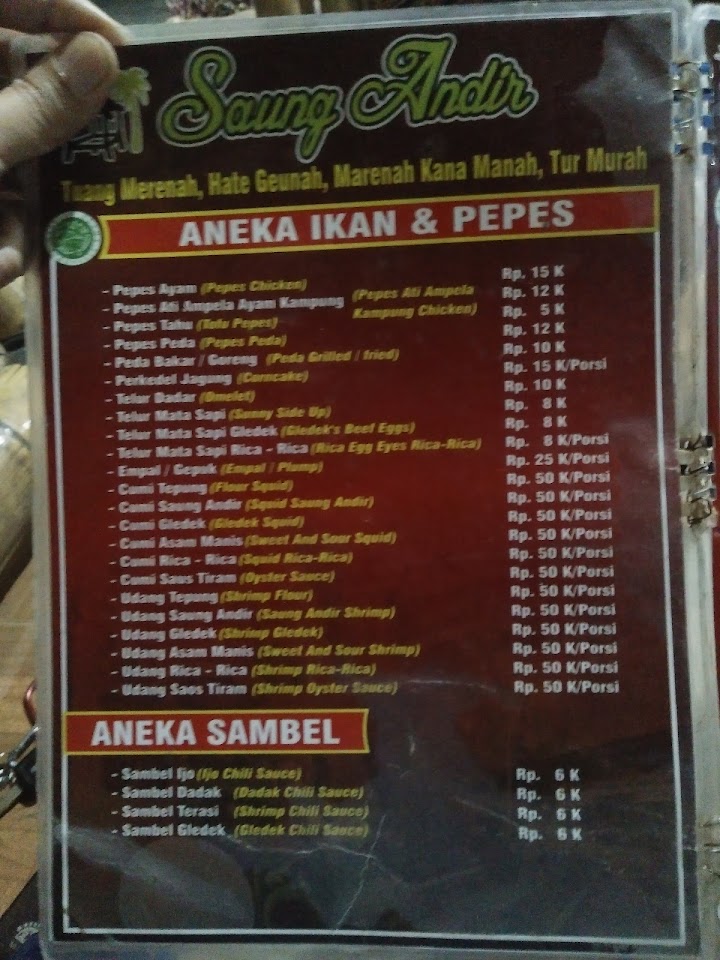 Saung Andir
Tuang Merenah, Hate Geunah, Marenah Kana Manah, Tur Murah
ANEKA IKAN & PEPES
- Pepes Ayam (Pepes Chicken) Rp. 15 K
- Pepes Ati Ampela Ayam Kampung (Pepes Ati Ampela Kampung Chicken) Rp. 12 K
- Pepes Tahu (Tofu Pepes) Rp. 5 K
- Pepes Peda (Pepes Peda) Rp. 12 K
- Peda Bakar / Goreng (Peda Grilled / fried) Rp. 10 K
- Perkedel Jagung (Corncake) Rp. 15 K/Porsi
- Telur Dadar (Omelet) Rp. 10 K
- Telur Mata Sapi (Sunny Side Up) Rp. 8 K
- Telur Mata Sapi Gledek (Gledek's Beef Eggs) Rp. 8 K
- Telur Mata Sapi Rica - Rica (Rica Egg Eyes Rica-Rica) Rp. 8 K/Porsi
- Empal / Gepuk (Empal / Plump) Rp. 25 K/Porsi
- Cumi Tepung (Flour Squid) Rp. 50 K/Porsi
- Cumi Saung Andir (Squid Saung Andir) Rp. 50 K/Porsi
- Cumi Gledek (Gledek Squid) Rp. 50 K/Porsi
- Cumi Asam Manis (Sweet And Sour Squid) Rp. 50 K/Porsi
- Cumi Rica - Rica (Squid Rica-Rica) Rp. 50 K/Porsi
- Cumi Saus Tiram (Oyster Sauce) Rp. 50 K/Porsi
- Udang Tepung (Shrimp Flour) Rp. 50 K/Porsi
- Udang Saung Andir (Saung Andir Shrimp) Rp. 50 K/Porsi
- Udang Gledek (Shrimp Gledek) Rp. 50 K/Porsi
- Udang Asam Manis (Sweet And Sour Shrimp) Rp. 50 K/Porsi
- Udang Rica - Rica (Shrimp Rica-Rica) Rp. 50 K/Porsi
- Udang Saos Tiram (Shrimp Oyster Sauce) Rp. 50 K/Porsi
ANEKA SAMBEL
- Sambel Ijo (Ijo Chili Sauce) Rp. 6 K
- Sambel Dadak (Dadak Chili Sauce) Rp. 6 K
- Sambel Terasi (Shrimp Chili Sauce) Rp. 6 K
- Sambel Gledek (Gledek Chili Sauce) Rp. 6 K